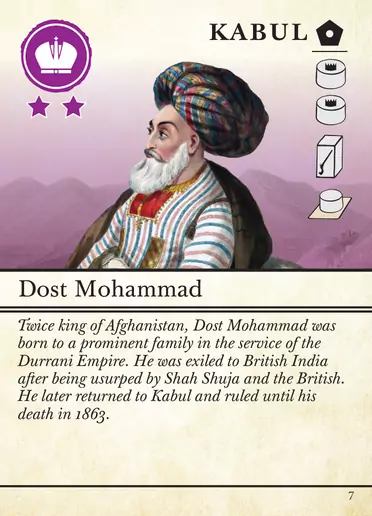 KABUL
Dost Mohammad
Twice king of Afghanistan, Dost Mohammad was
born to a prominent family in the service of the
Durrani Empire. He was exiled to British India
after being usurped by Shah Shuja and the British.
He later returned to Kabul and ruled until his
death in 1863.
7